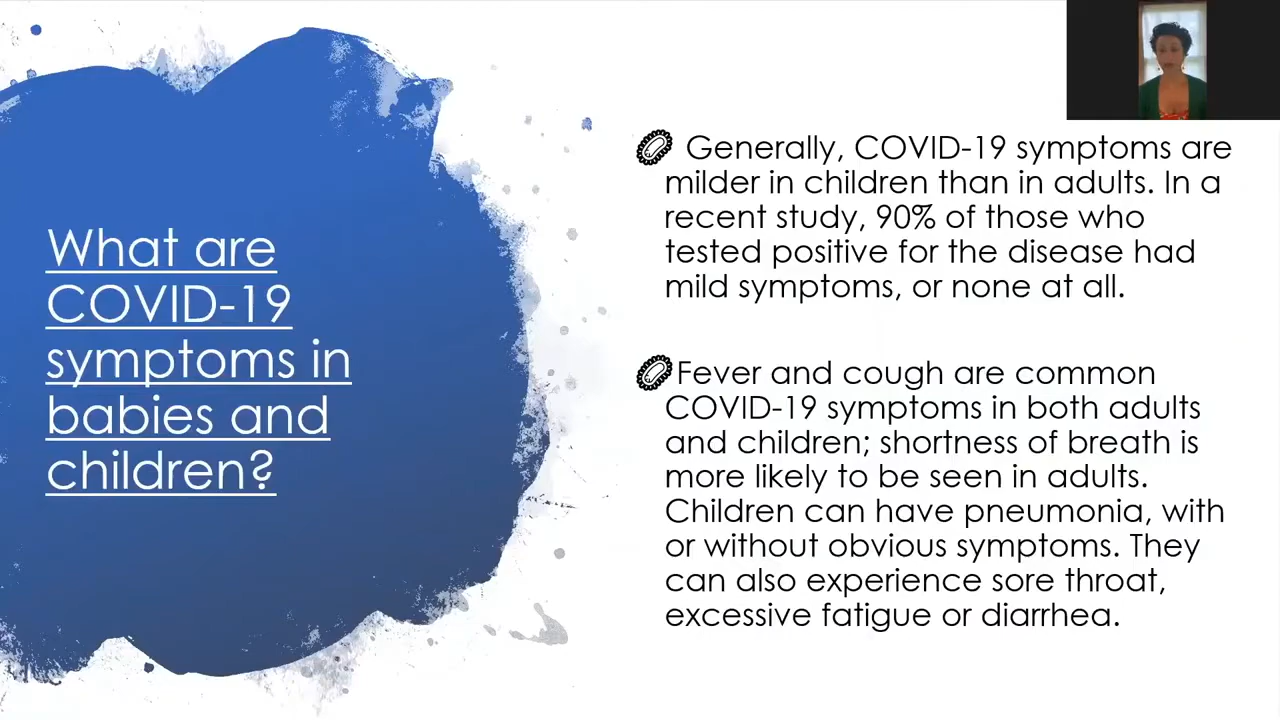 What are
COVID-19
symptoms in
babies and
children?
Generally, COVID-19 symptoms are
milder in children than in adults. In a
recent study, 90% of those who
tested positive for the disease had
mild symptoms, or none at all.
Fever and cough are common
COVID-19 symptoms in both adults
and children; shortness of breath is
more likely to be seen in adults.
Children can have pneumonia, with
or without obvious symptoms. They
can also experience sore throat,
excessive fatigue or diarrhea.